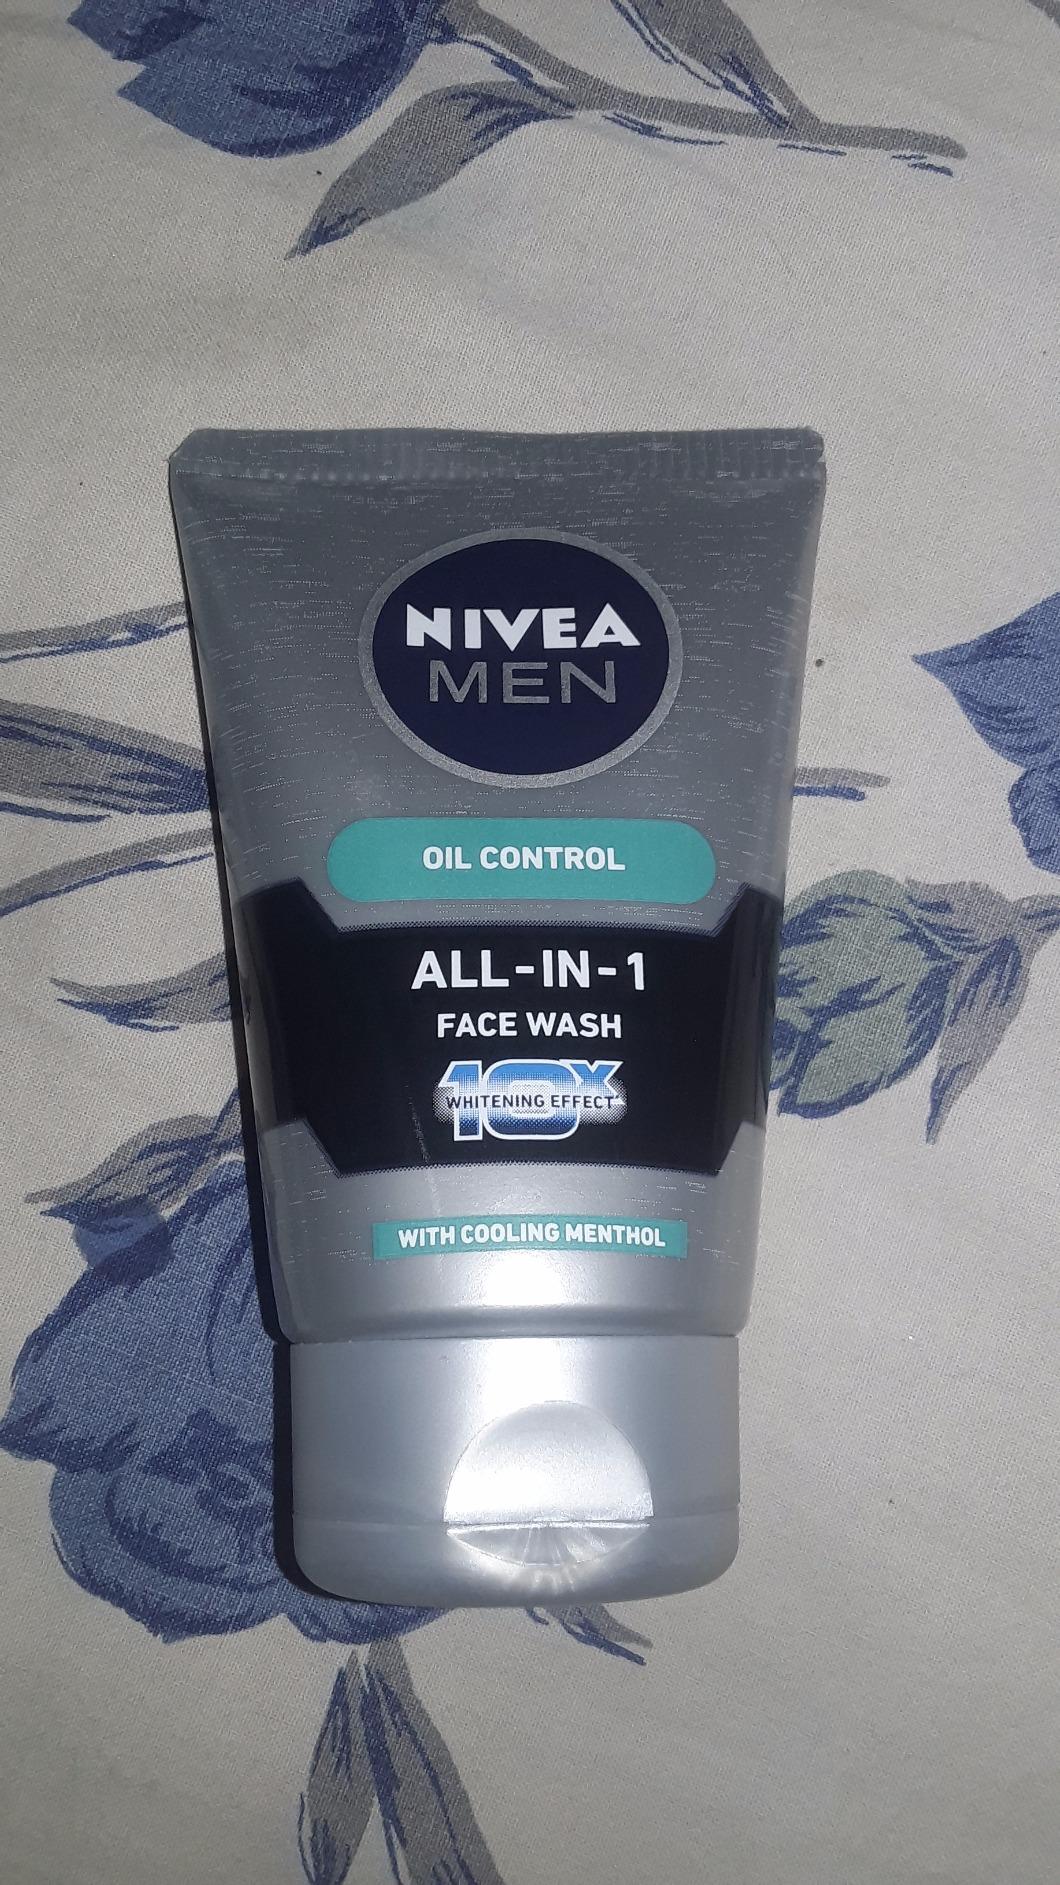 NIVEA
MEN
OIL CONTROL
ALL-IN-1
FACE WASH
10X
WHITENING EFFECT*
WITH COOLING MENTHOL